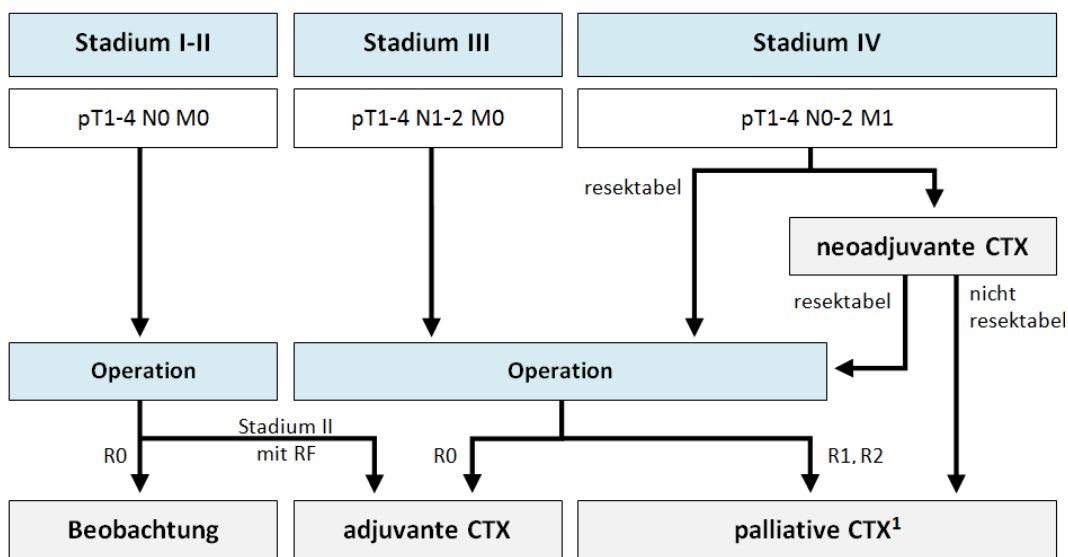 Stadium I-II
Stadium III
Stadium IV
pT1-4 N0 M0
pT1-4 N1-2 M0
pT1-4 N0-2 M1
resektabel
neoadjuvante CTX
resektabel
nicht
resektabel
Operation
Operation
Stadium II
mit RF
R0
R0
R1, R2
Beobachtung
adjuvante CTX
palliative CTX¹